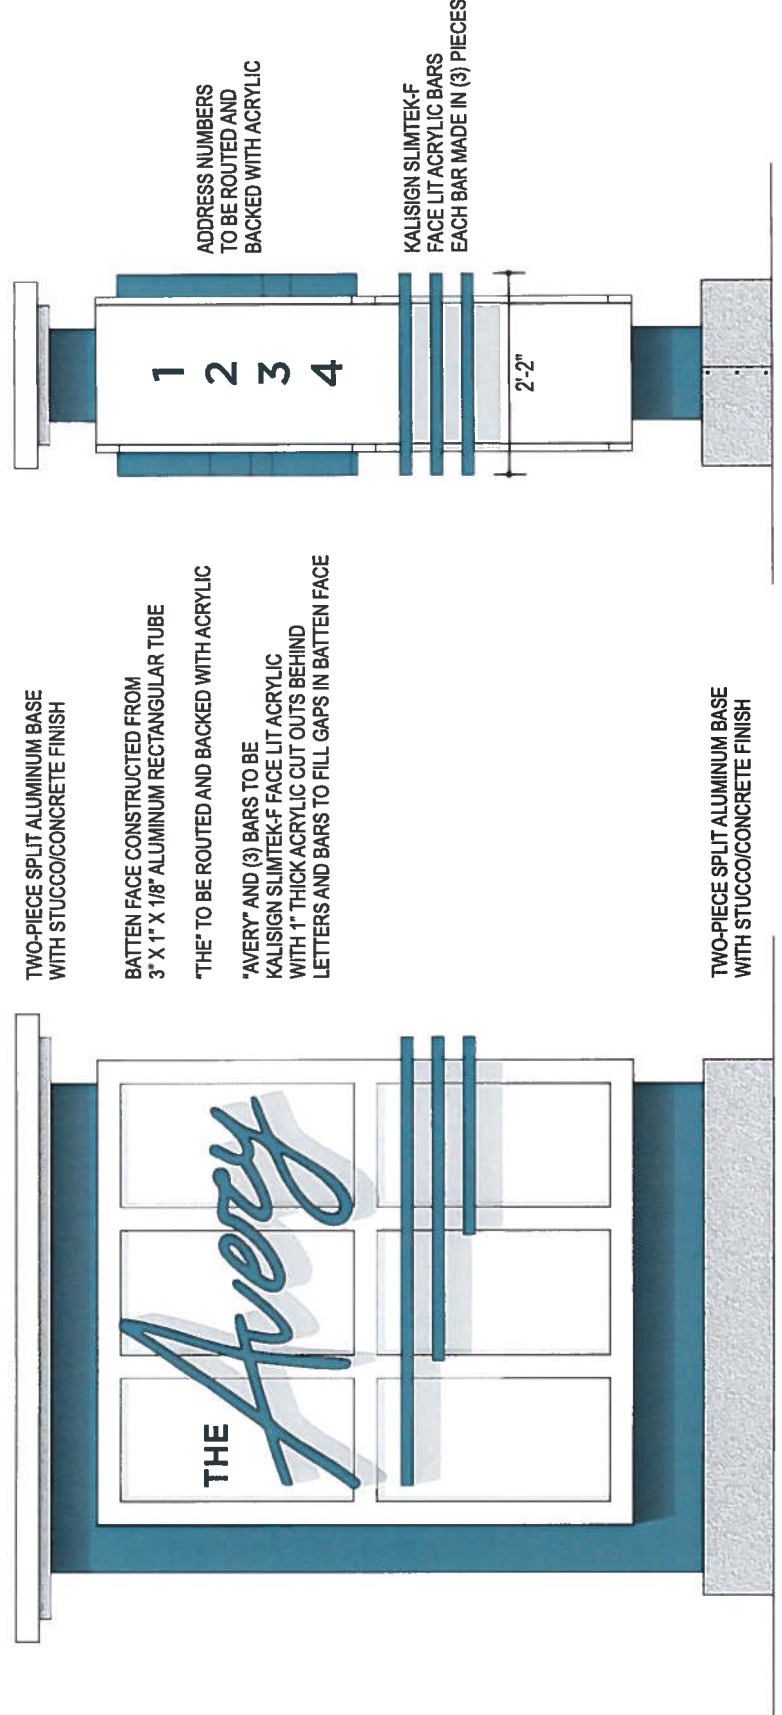 TWO-PIECE SPLIT ALUMINUM BASE
WITH STUCCO/CONCRETE FINISH
BATTEN FACE CONSTRUCTED FROM
3" X 1" X 1/8" ALUMINUM RECTANGULAR TUBE
"THE" TO BE ROUTED AND BACKED WITH ACRYLIC
"AVERY" AND (3) BARS TO BE
KALISIGN SLIMTEK-F FACE LIT ACRYLIC
WITH 1" THICK ACRYLIC CUT OUTS BEHIND
LETTERS AND BARS TO FILL GAPS IN BATTEN FACE
THE
Avery
TWO-PIECE SPLIT ALUMINUM BASE
WITH STUCCO/CONCRETE FINISH
ADDRESS NUMBERS
TO BE ROUTED AND
BACKED WITH ACRYLIC
1
2
3
4
KALISIGN SLIMTEK-F
FACE LIT ACRYLIC BARS
EACH BAR MADE IN (3) PIECES
2'-2"